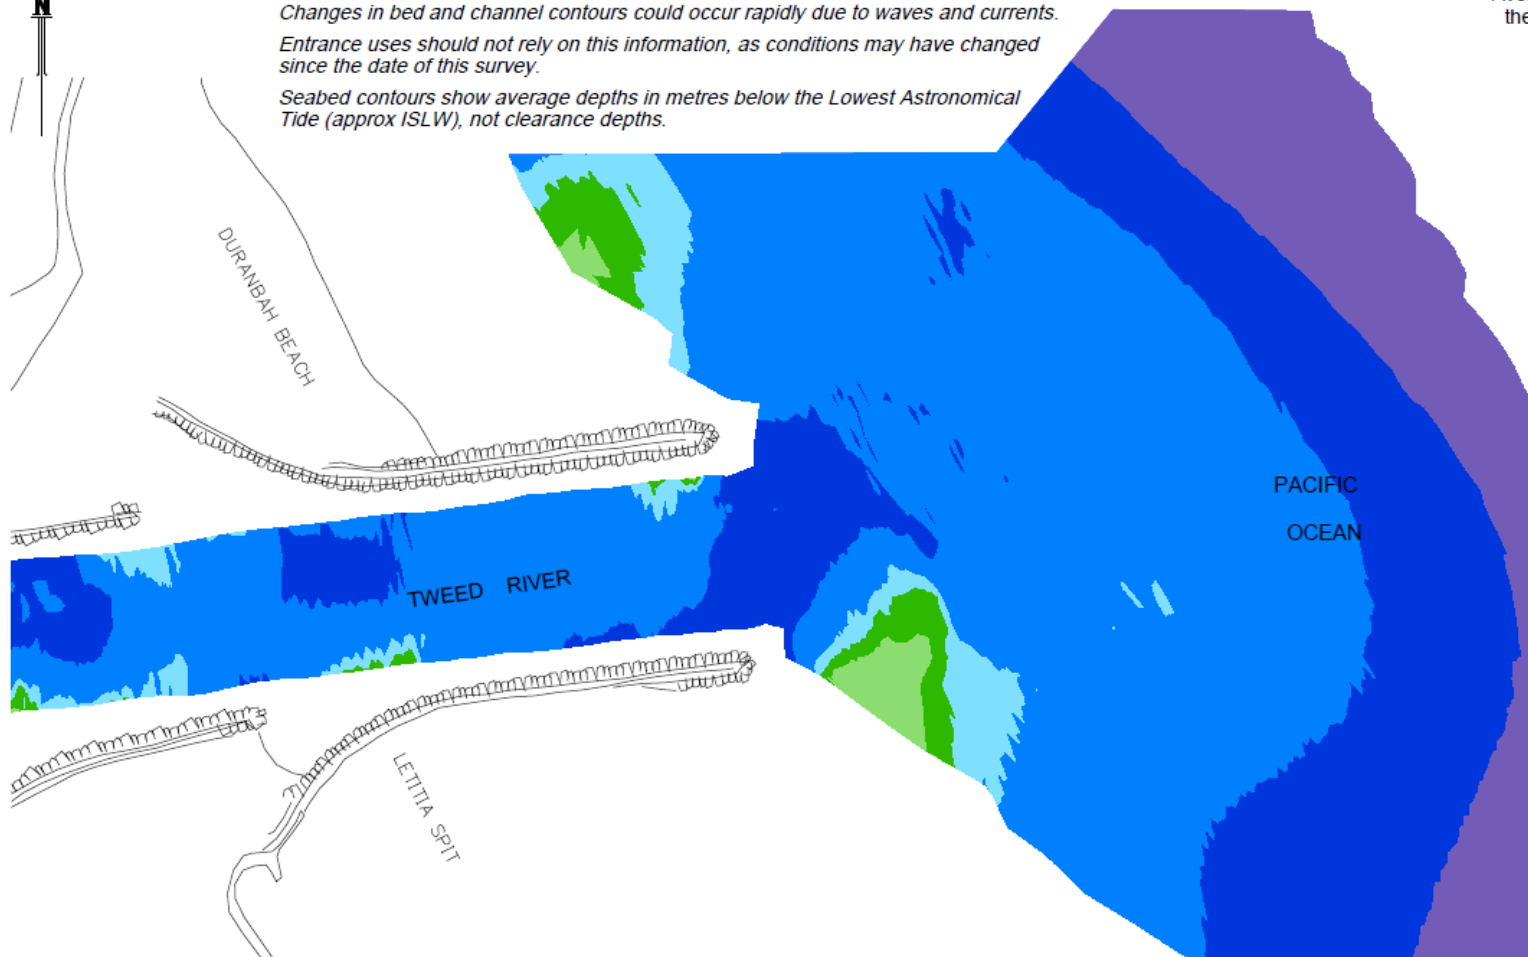 N
Changes in bed and channel contours could occur rapidly due to waves and currents.
the
Entrance uses should not rely on this information, as conditions may have changed
since the date of this survey.
Seabed contours show average depths in metres below the Lowest Astronomical
Tide (approx ISLW), not clearance depths.
DURANBAH BEACH
PACIFIC
OCEAN
TWEED RIVER
LETITIA SPIT